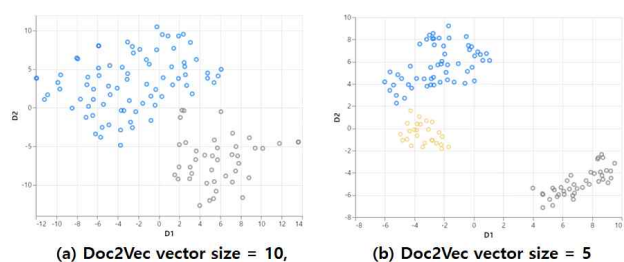 10
5
0
-5
-10
D2
-12 -10 -8 -6 -4 -2 0 2 4 6 8 10 12 14
D1
(a) Doc2Vec vector size = 10,
10
8
6
4
2
0
-2
-4
-6
-8
D2
-8 -6 -4 -2 0 2 4 6 8 10
D1
(b) Doc2Vec vector size = 5